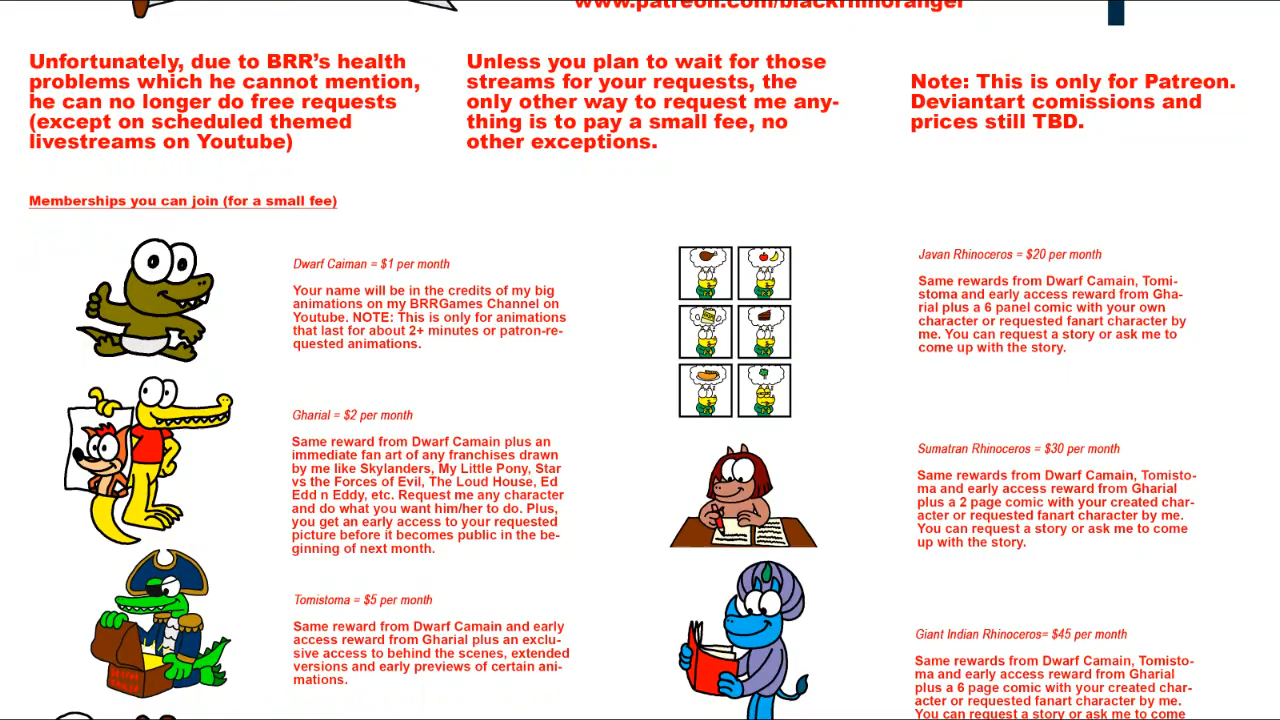 www.patreon.com/blackrhinoranger
Unfortunately, due to BRR’s health
problems which he cannot mention,
he can no longer do free requests
(except on scheduled themed
livestreams on Youtube)
Unless you plan to wait for those
streams for your requests, the
only other way to request me any-
thing is to pay a small fee, no
other exceptions.
Note: This is only for Patreon.
Deviantart comissions and
prices still TBD.
Memberships you can join (for a small fee)
Dwarf Caiman = $1 per month
Your name will be in the credits of my big
animations on my BRRGames Channel on
Youtube. NOTE: This is only for animations
that last for about 2+ minutes or patron-re-
quested animations.
Gharial = $2 per month
Same reward from Dwarf Camain plus an
immediate fan art of any franchises drawn
by me like Skylanders, My Little Pony, Star
vs the Forces of Evil, The Loud House, Ed
Edd n Eddy, etc. Request me any character
and do what you want him/her to do. Plus,
you get an early access to your requested
picture before it becomes public in the be-
ginning of next month.
Tomistoma = $5 per month
Same reward from Dwarf Camain and early
access reward from Gharial plus an exclu-
sive access to behind the scenes, extended
versions and early previews of certain ani-
mations.
Javan Rhinoceros = $20 per month
Same rewards from Dwarf Camain, Tomi-
stoma and early access reward from Gha-
rial plus a 6 panel comic with your own
character or requested fanart character by
me. You can request a story or ask me to
come up with the story.
Sumatran Rhinoceros = $30 per month
Same rewards from Dwarf Camain, Tomisto-
ma and early access reward from Gharial
plus a 2 page comic with your created char-
acter or requested fanart character by me.
You can request a story or ask me to come
up with the story.
Giant Indian Rhinoceros= $45 per month
Same rewards from Dwarf Camain, Tomisto-
ma and early access reward from Gharial
plus a 6 page comic with your created char-
acter or requested fanart character by me.
You can request a story or ask me to come